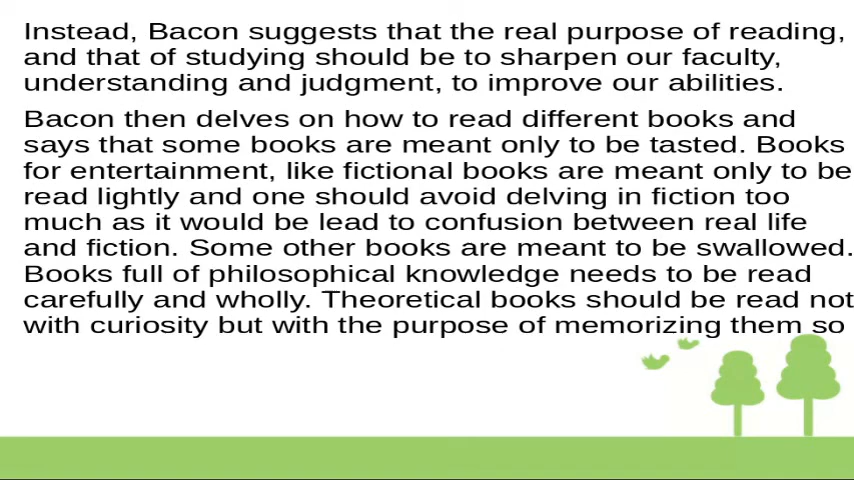 Instead, Bacon suggests that the real purpose of reading,
and that of studying should be to sharpen our faculty,
understanding and judgment, to improve our abilities.
Bacon then delves on how to read different books and
says that some books are meant only to be tasted. Books
for entertainment, like fictional books are meant only to be
read lightly and one should avoid delving in fiction too
much as it would be lead to confusion between real life
and fiction. Some other books are meant to be swallowed.
Books full of philosophical knowledge needs to be read
carefully and wholly. Theoretical books should be read not
with curiosity but with the purpose of memorizing them so